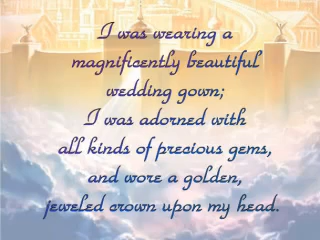 I was wearing a
magnificently beautiful
wedding gown;
I was adorned with
all kinds of precious gems,
and wore a golden,
jeweled crown upon my head.